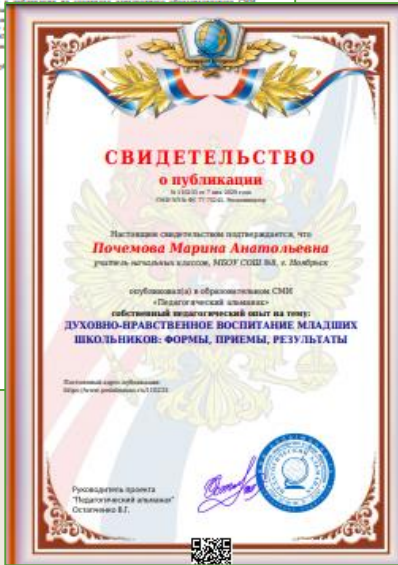 СВИДЕТЕЛЬСТВО
о публикации
Настоящим свидетельством подтверждается, что
Почемова Марина Анатольевна
учитель начальных классов, МБОУ СОШ №8, г. Ноябрьск
опубликовал(а) в образовательном СМИ
«Педагогический альманах»
собственный педагогический опыт на тему:
ДУХОВНО-НРАВСТВЕННОЕ ВОСПИТАНИЕ МЛАДШИХ
ШКОЛЬНИКОВ: ФОРМЫ, ПРИЕМЫ, РЕЗУЛЬТАТЫ
Постоянный адрес публикации:
Руководитель проекта
"Педагогический альманах"
Остапченко В.Г.